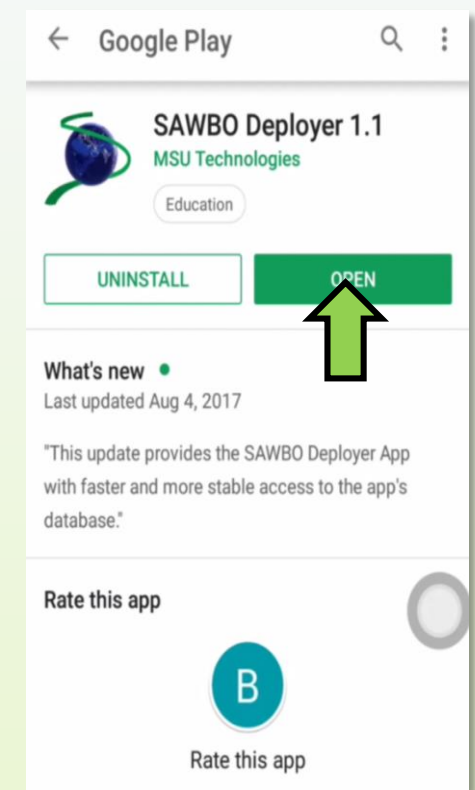 Google Play
SAWBO Deployer 1.1
MSU Technologies
Education
UNINSTALL
OPEN
What's new
Last updated Aug 4, 2017
"This update provides the SAWBO Deployer App
with faster and more stable access to the app's
database."
Rate this app
B
Rate this app